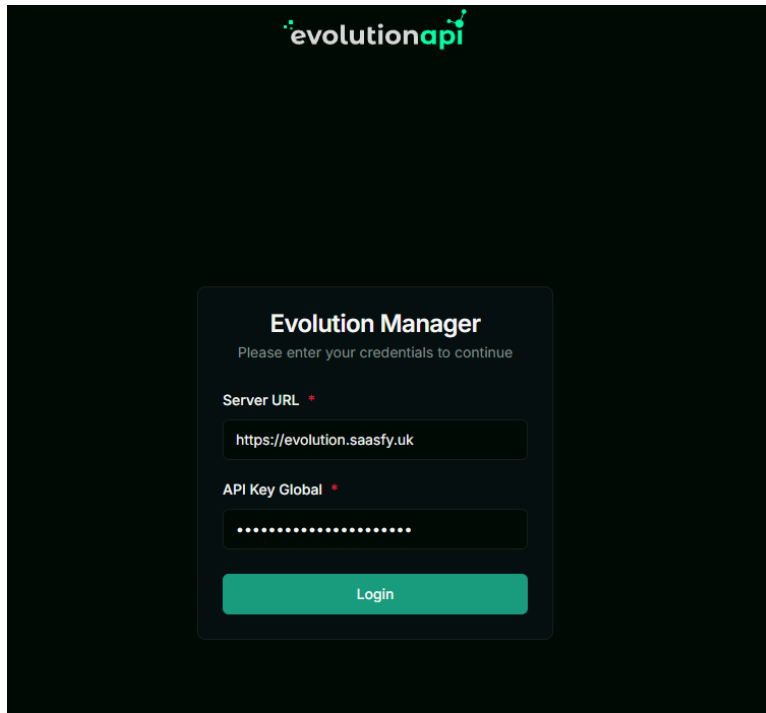 evolutionapi
Evolution Manager
Please enter your credentials to continue
Server URL *
https://evolution.saasfy.uk
API Key Global *
••••••••••••••••••••••
Login